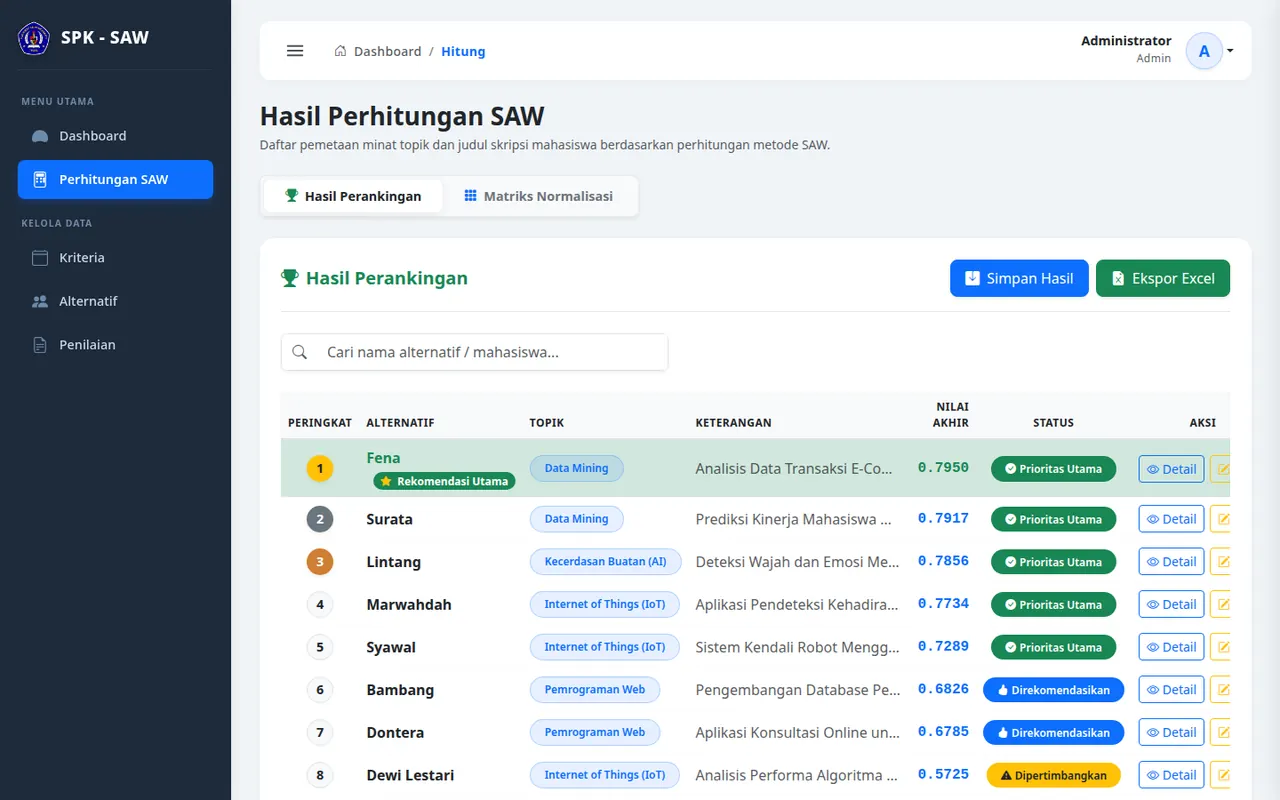 SPK - SAW
MENU UTAMA
Dashboard
Perhitungan SAW
KELOLA DATA
Kriteria
Alternatif
Penilaian
Dashboard / Hitung
Administrator
Admin
A
Hasil Perhitungan SAW
Daftar pemetaan minat topik dan judul skripsi mahasiswa berdasarkan perhitungan metode SAW.
Hasil Perankingan
Matriks Normalisasi
Hasil Perankingan
Simpan Hasil
Ekspor Excel
Cari nama alternatif / mahasiswa...
PERINGKAT ALTERNATIF TOPIK KETERANGAN NILAI AKHIR STATUS AKSI
1 Fena Rekomendasi Utama Data Mining Analisis Data Transaksi E-Co... 0.7950 Prioritas Utama Detail
2 Surata Data Mining Prediksi Kinerja Mahasiswa ... 0.7917 Prioritas Utama Detail
3 Lintang Kecerdasan Buatan (AI) Deteksi Wajah dan Emosi Me... 0.7856 Prioritas Utama Detail
4 Marwahdah Internet of Things (IoT) Aplikasi Pendeteksi Kehadira... 0.7734 Prioritas Utama Detail
5 Syawal Internet of Things (IoT) Sistem Kendali Robot Mengg... 0.7289 Prioritas Utama Detail
6 Bambang Pemrograman Web Pengembangan Database Pe... 0.6826 Direkomendasikan Detail
7 Dontera Pemrograman Web Aplikasi Konsultasi Online un... 0.6785 Direkomendasikan Detail
8 Dewi Lestari Internet of Things (IoT) Analisis Performa Algoritma ... 0.5725 Dipertimbangkan Detail